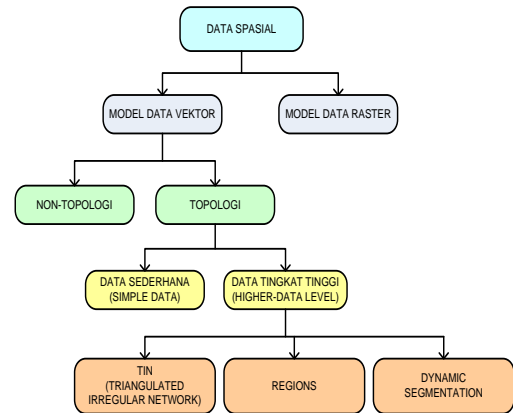 DATA SPASIAL
MODEL DATA VEKTOR
MODEL DATA RASTER
NON-TOPOLOGI
TOPOLOGI
DATA SEDERHANA
(SIMPLE DATA)
DATA TINGKAT TINGGI
(HIGHER-DATA LEVEL)
TIN
(TRIANGULATED
IRREGULAR NETWORK)
REGIONS
DYNAMIC
SEGMENTATION